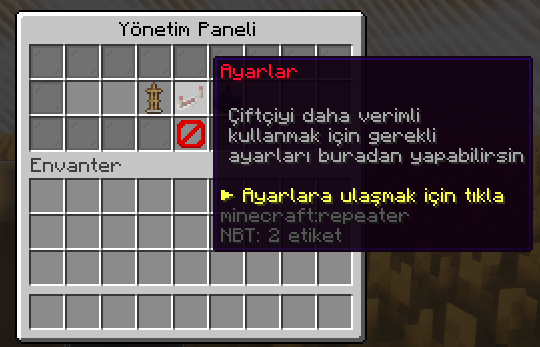 Yönetim Paneli
Ayarlar
Çiftçiyi daha verimli
kullanmak için gerekli
ayarları buradan yapabilirsin
► Ayarlara ulaşmak için tıkla
minecraft:repeater
NBT: 2 etiket
Envanter